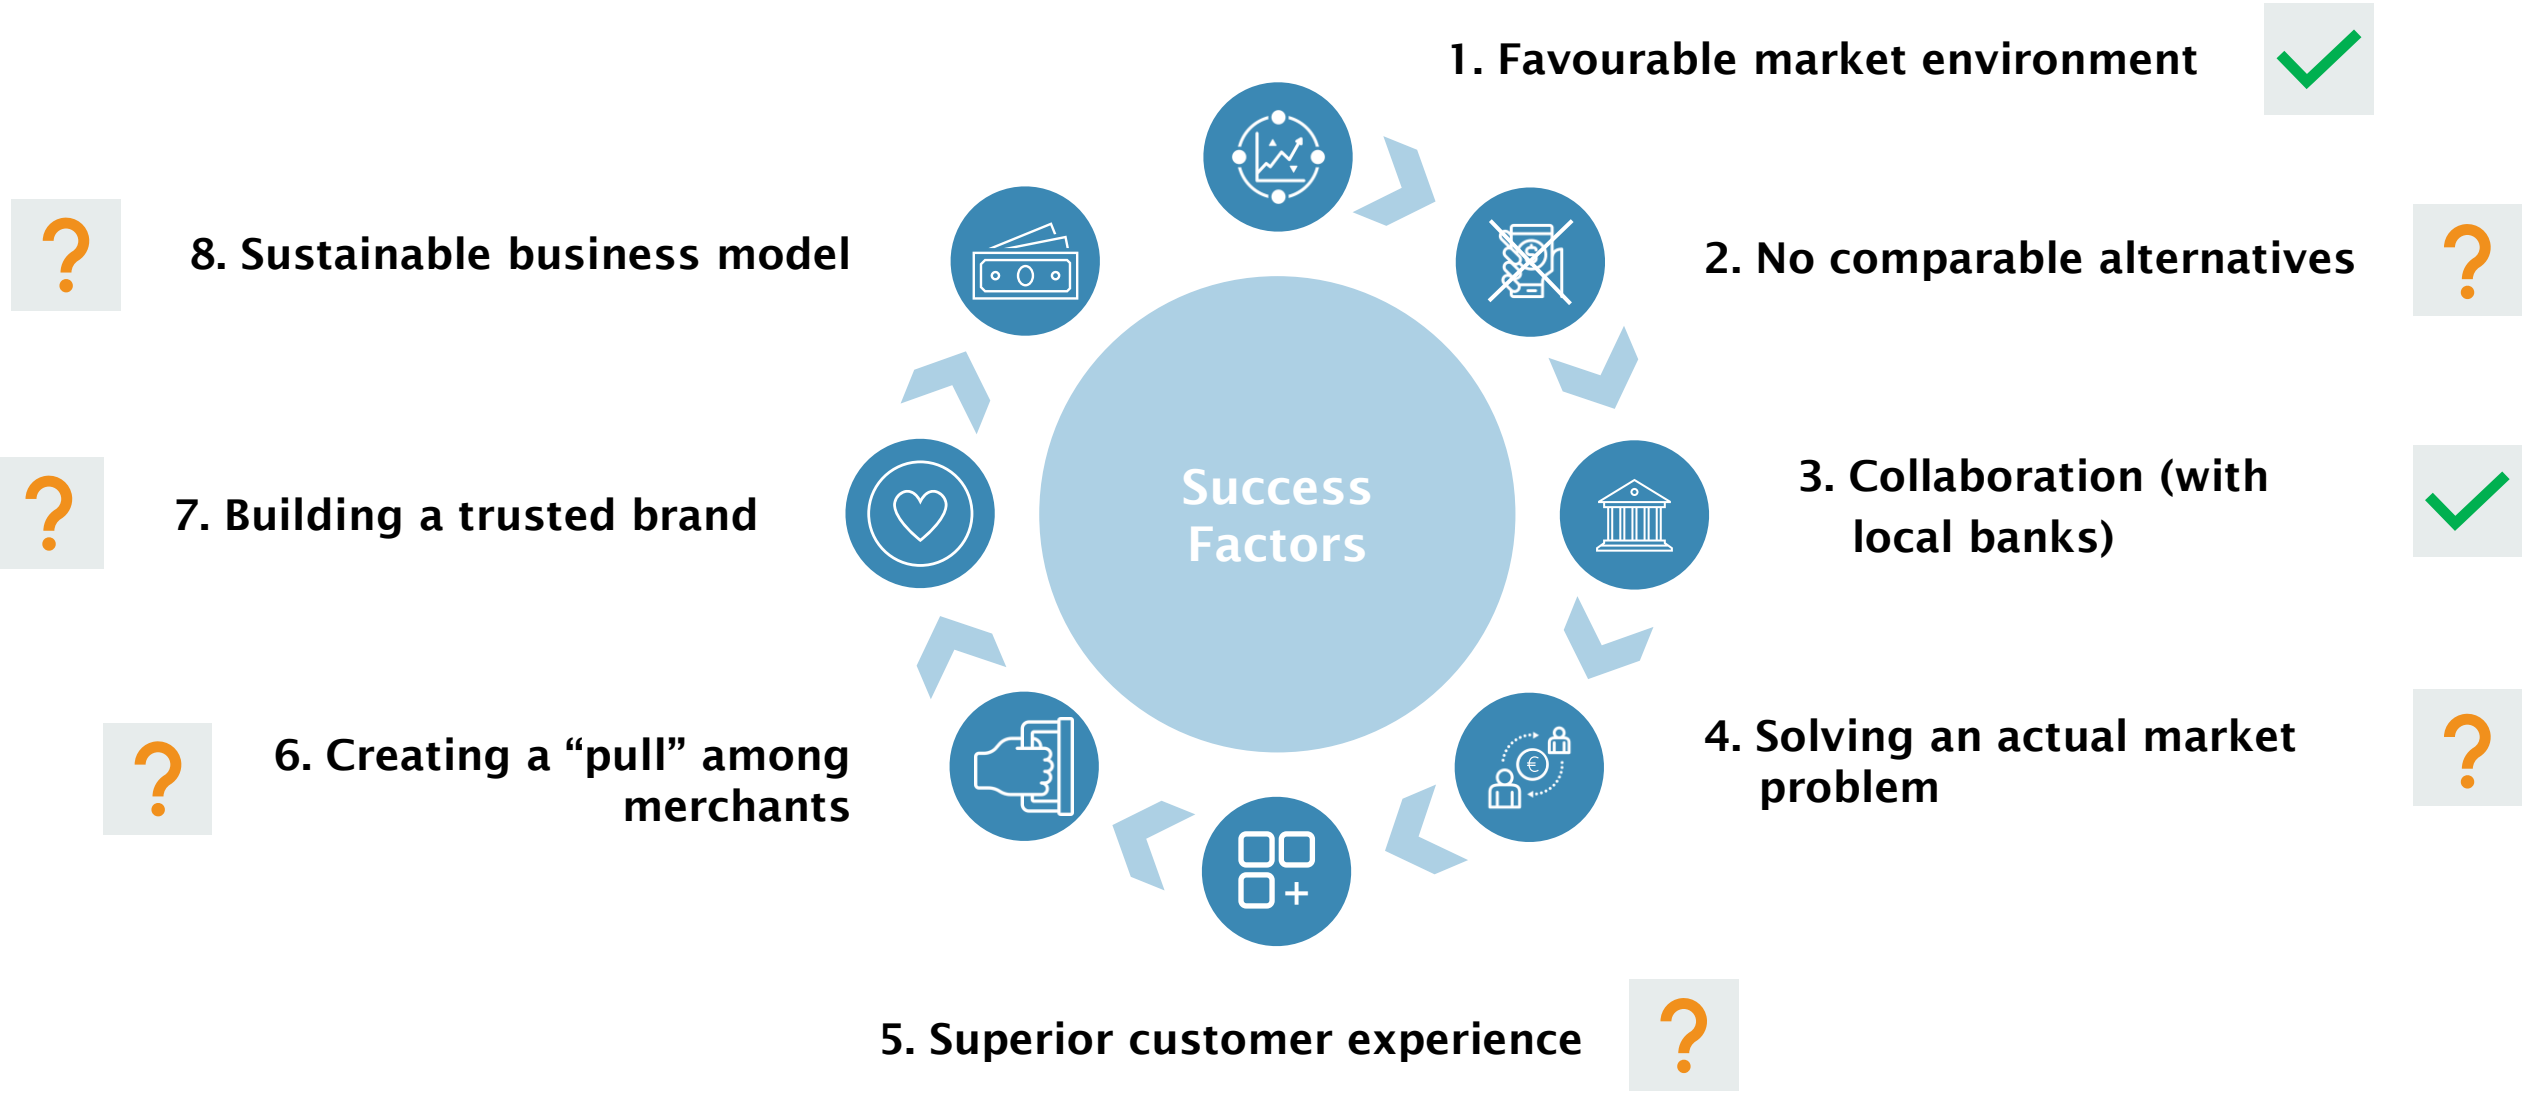 1. Favourable market environment
2. No comparable alternatives
3. Collaboration (with
local banks)
4. Solving an actual market
problem
5. Superior customer experience
6. Creating a “pull” among
merchants
7. Building a trusted brand
8. Sustainable business model
Success
Factors
€
$